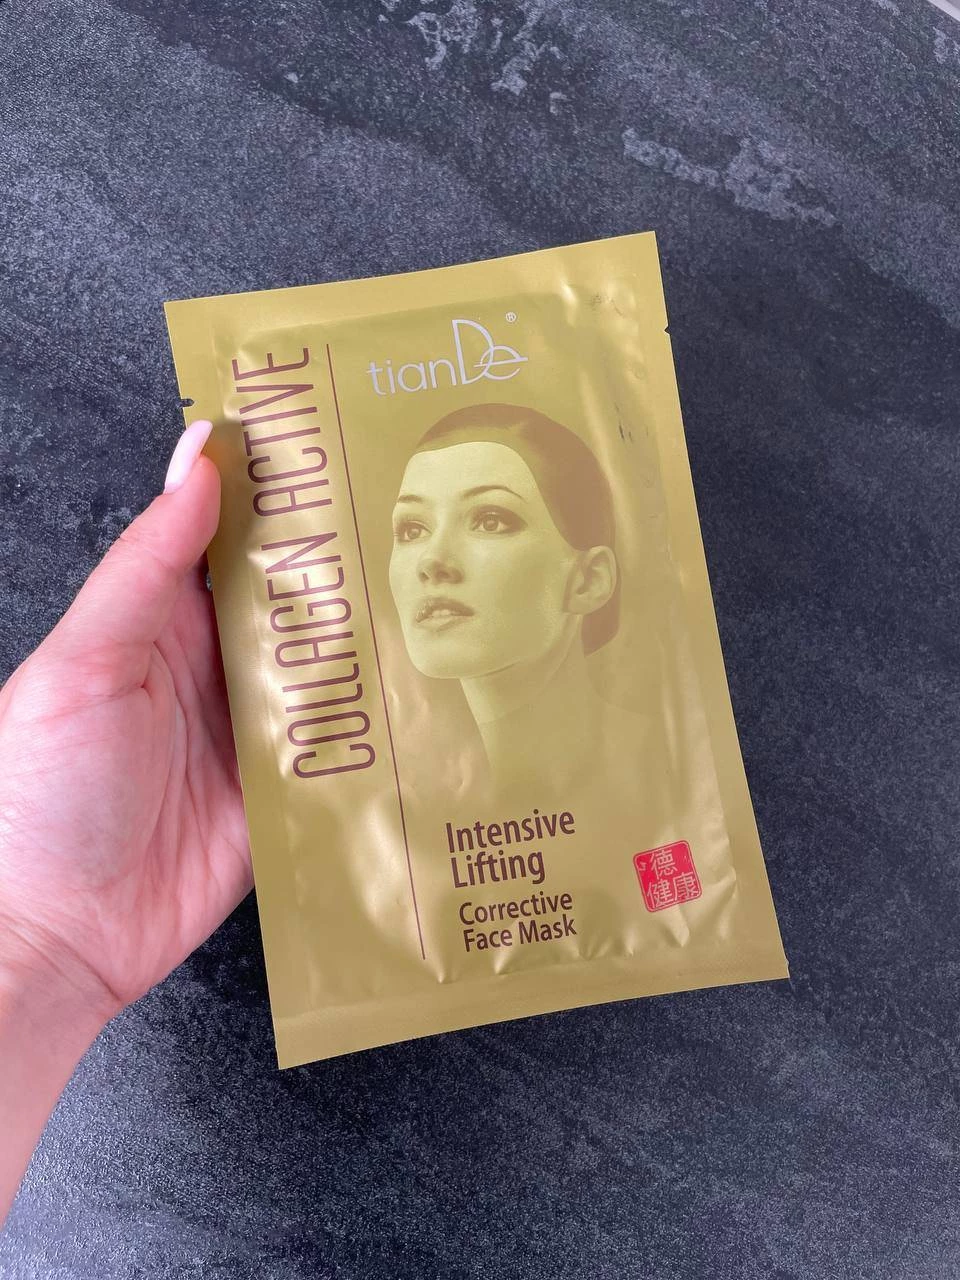 tianDe®
COLLAGEN ACTIVE
Intensive
Lifting
Corrective
Face Mask
德
健康